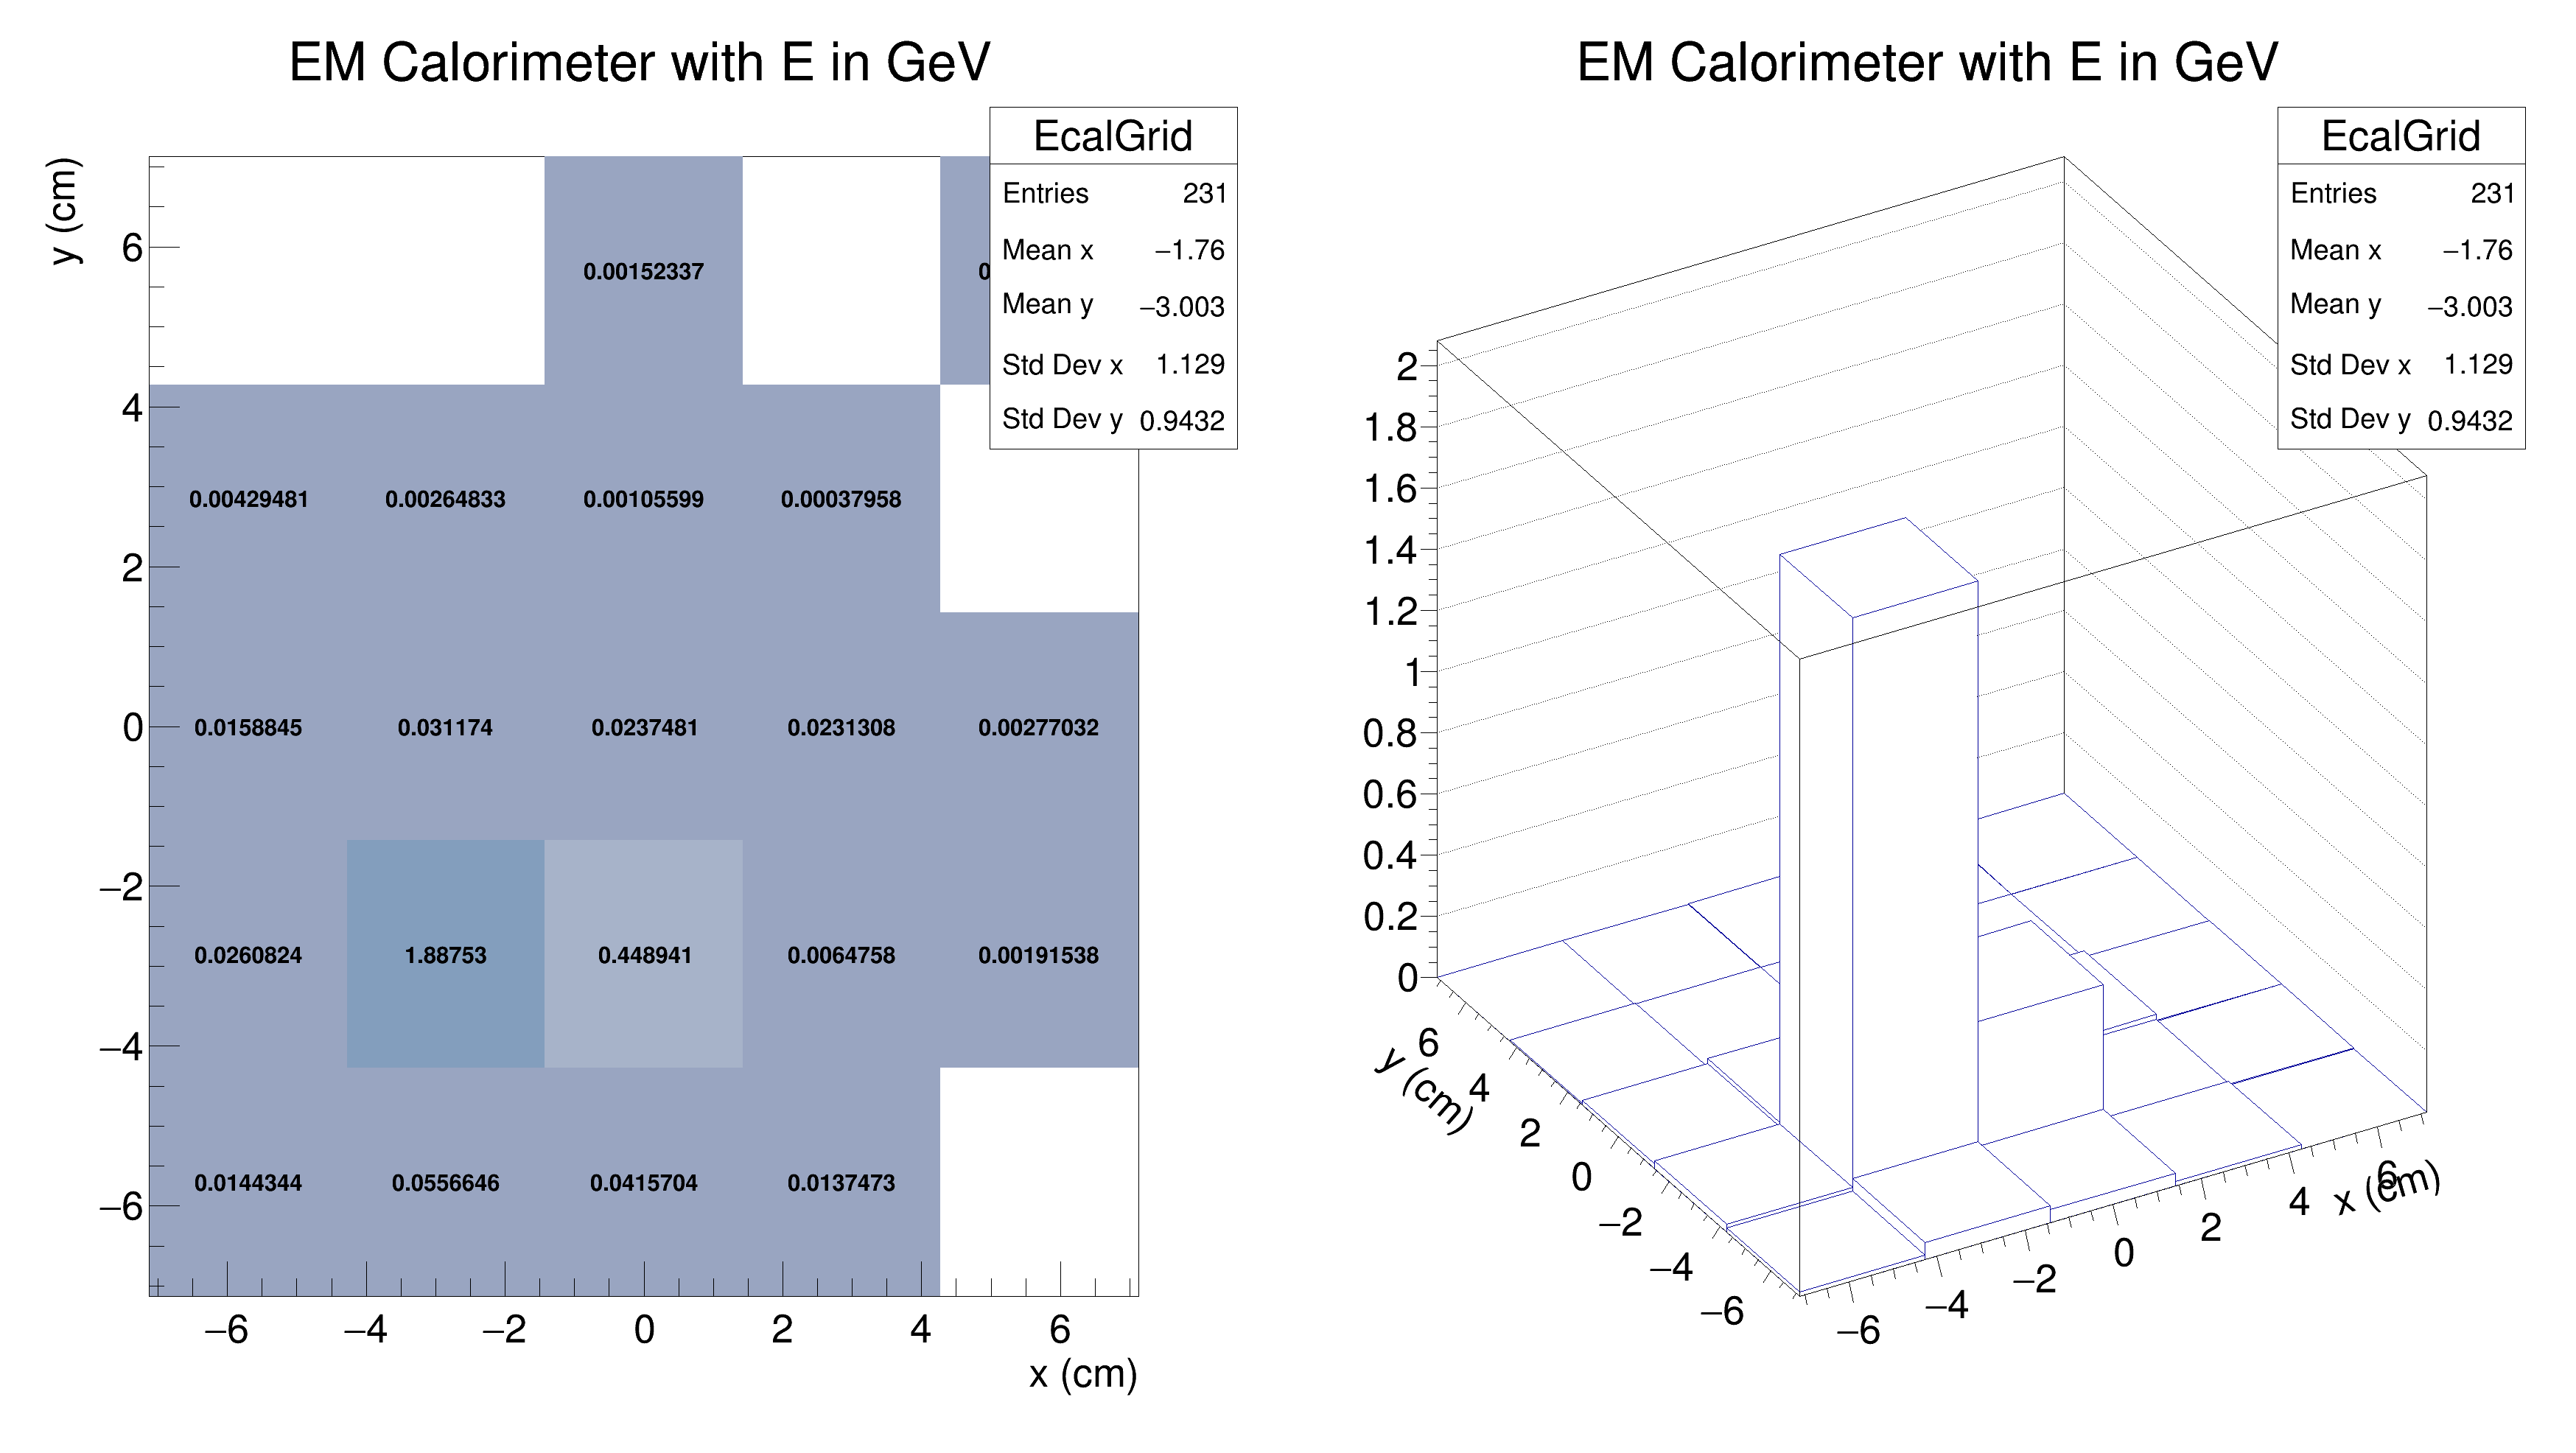 EM Calorimeter with E in GeV
EcalGrid
Entries 231
Mean x −1.76
Mean y −3.003
Std Dev x 1.129
Std Dev y 0.9432
y (cm)
6
4
2
0
−2
−4
−6
0.00152337
0.00429481 0.00264833 0.00105599 0.00037958
0.0158845 0.031174 0.0237481 0.0231308 0.00277032
0.0260824 1.88753 0.448941 0.0064758 0.00191538
0.0144344 0.0556646 0.0415704 0.0137473
−6 −4 −2 0 2 4 6
x (cm)
EM Calorimeter with E in GeV
EcalGrid
Entries 231
Mean x −1.76
Mean y −3.003
Std Dev x 1.129
Std Dev y 0.9432
2
1.8
1.6
1.4
1.2
1
0.8
0.6
0.4
0.2
0
y (cm)
6
4
2
0
−2
−4
−6
−6 −4 −2 0 2 4 6
x (cm)